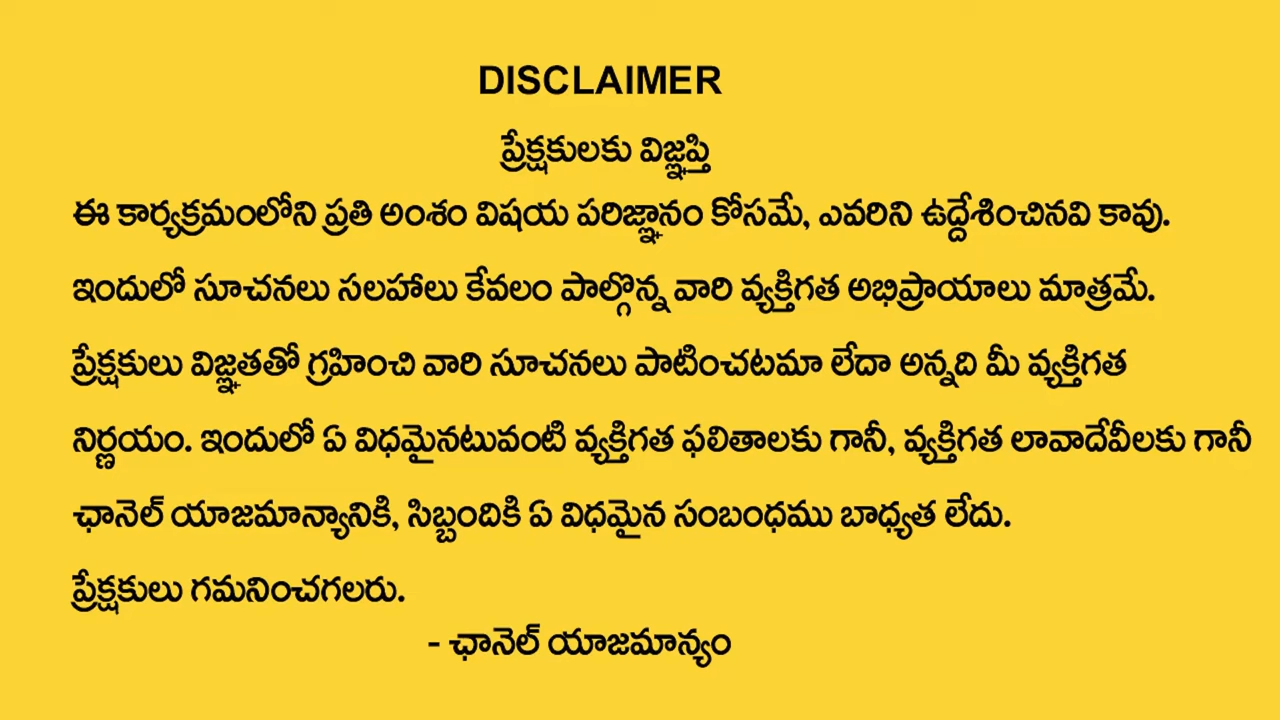 DISCLAIMER
ప్రేక్షకులకు విజ్ఞప్తి
ఈ కార్యక్రమంలోని ప్రతి అంశం విషయ పరిజ్ఞానం కోసమే, ఎవరిని ఉద్దేశించినవి కావు.
ఇందులో సూచనలు సలహాలు కేవలం పాల్గొన్న వారి వ్యక్తిగత అభిప్రాయాలు మాత్రమే.
ప్రేక్షకులు విజ్ఞతతో గ్రహించి వారి సూచనలు పాటించటమా లేదా అన్నది మీ వ్యక్తిగత
నిర్ణయం. ఇందులో ఏ విధమైనటువంటి వ్యక్తిగత ఫలితాలకు గానీ, వ్యక్తిగత లావాదేవీలకు గానీ
ఛానెల్ యాజమాన్యానికి, సిబ్బందికి ఏ విధమైన సంబంధము బాధ్యత లేదు.
ప్రేక్షకులు గమనించగలరు.
- ఛానెల్ యాజమాన్యం